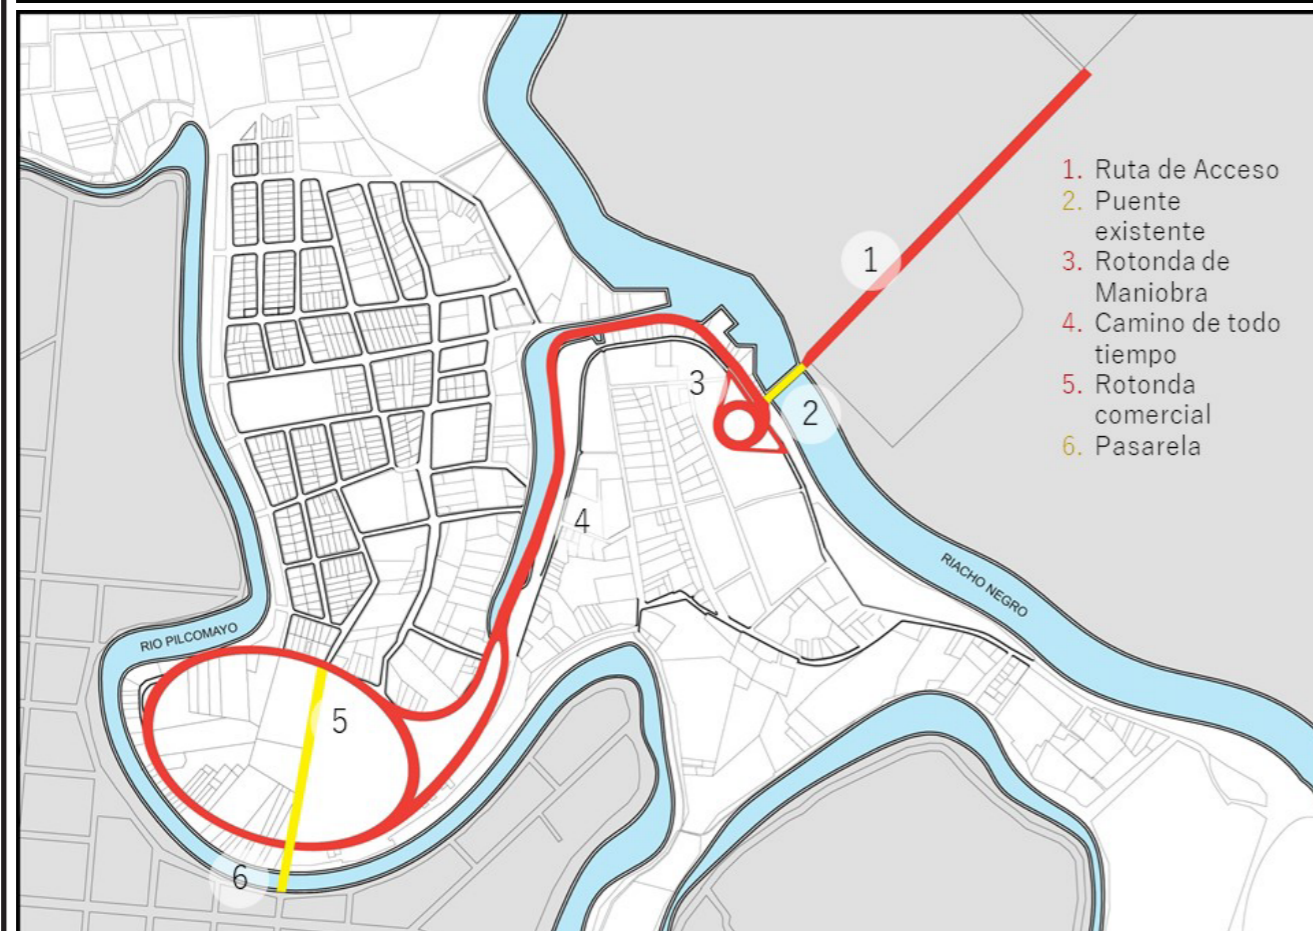 1. Ruta de Acceso
2. Puente
existente
3. Rotonda de
Maniobra
4. Camino de todo
tiempo
5. Rotonda
comercial
6. Pasarela
1
3
2
4
RIACHO NEGRO
RIO PILCOMAYO
5
6